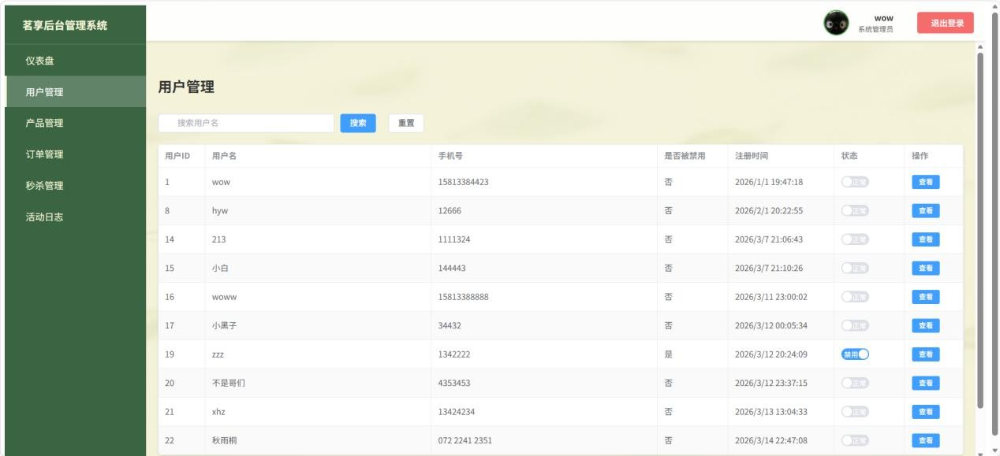 茗享后台管理系统
wow
系统管理员
退出登录
仪表盘
用户管理
产品管理
订单管理
秒杀管理
活动日志
用户管理
搜索用户名 搜索 重置
用户ID 用户名 手机号 是否被禁用 注册时间 状态 操作
1 wow 15813384423 否 2026/1/1 19:47:18 正常 查看
8 hyw 12666 否 2026/2/1 20:22:55 正常 查看
14 213 1111324 否 2026/3/7 21:06:43 正常 查看
15 小白 144443 否 2026/3/7 21:10:26 正常 查看
16 woww 15813388888 否 2026/3/11 23:00:02 正常 查看
17 小黑子 34432 否 2026/3/12 00:05:34 正常 查看
19 zzz 1342222 是 2026/3/12 20:24:09 禁用 查看
20 不是哥们 4353453 否 2026/3/12 23:37:15 正常 查看
21 xhz 13424234 否 2026/3/13 13:04:33 正常 查看
22 秋雨桐 072 2241 2351 否 2026/3/14 22:47:08 正常 查看